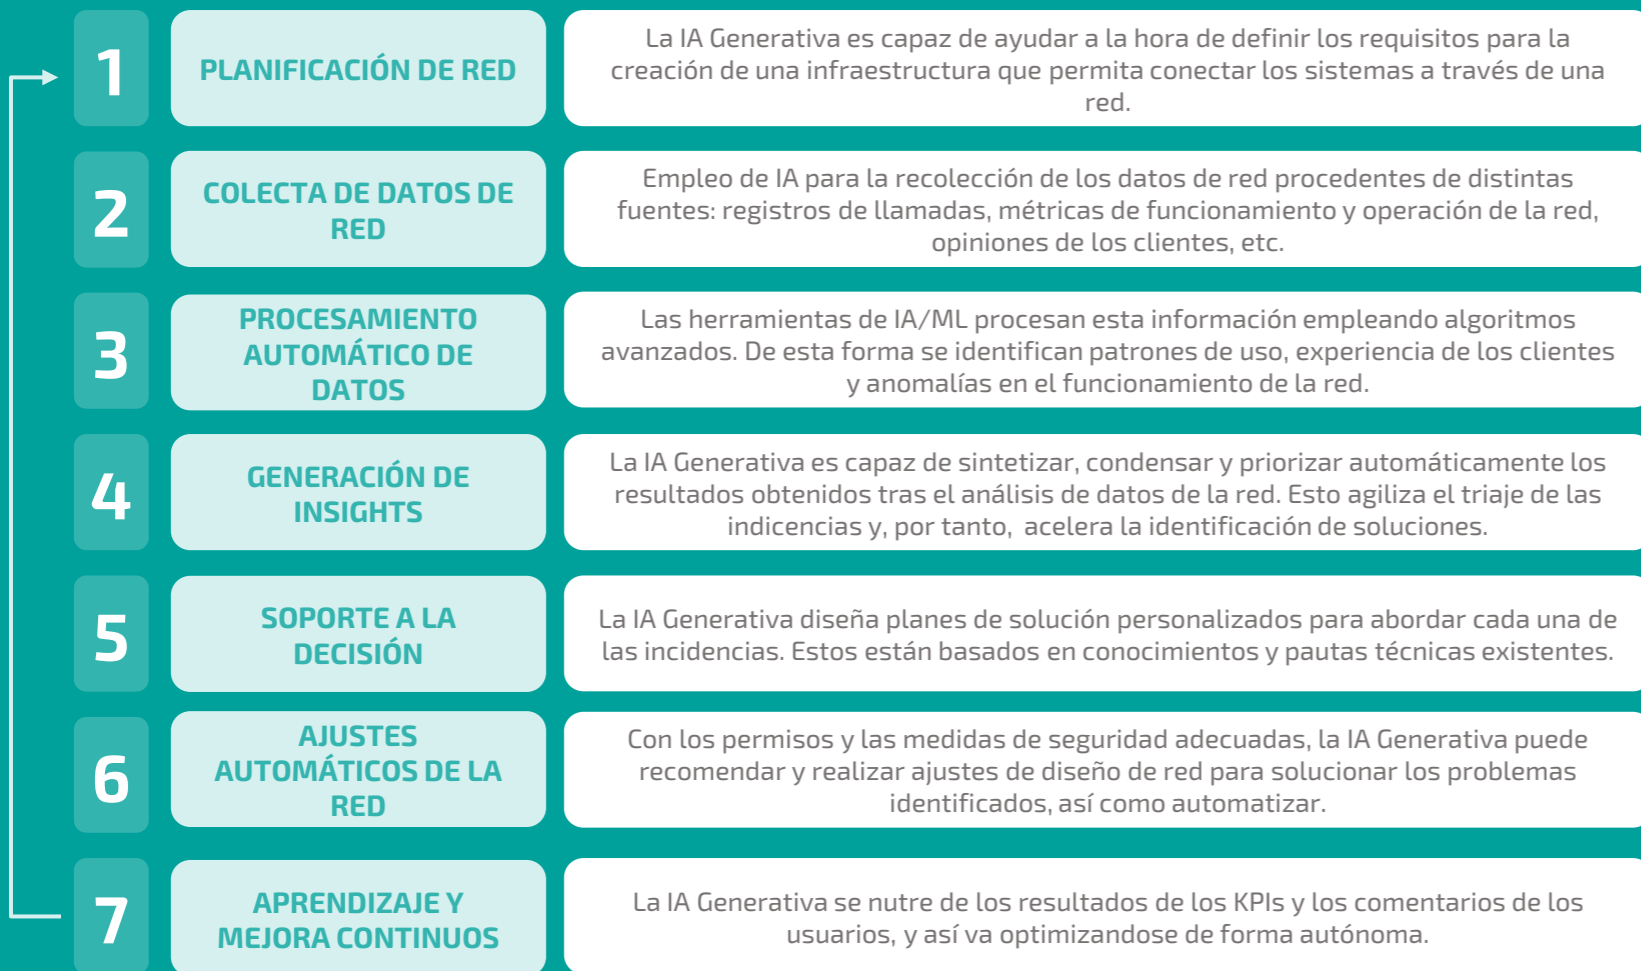 1
PLANIFICACIÓN DE RED
La IA Generativa es capaz de ayudar a la hora de definir los requisitos para la
creación de una infraestructura que permita conectar los sistemas a través de una
red.
2
COLECTA DE DATOS DE
RED
Empleo de IA para la recolección de los datos de red procedentes de distintas
fuentes: registros de llamadas, métricas de funcionamiento y operación de la red,
opiniones de los clientes, etc.
3
PROCESAMIENTO
AUTOMÁTICO DE
DATOS
Las herramientas de IA/ML procesan esta información empleando algoritmos
avanzados. De esta forma se identifican patrones de uso, experiencia de los clientes
y anomalías en el funcionamiento de la red.
4
GENERACIÓN DE
INSIGHTS
La IA Generativa es capaz de sintetizar, condensar y priorizar automáticamente los
resultados obtenidos tras el análisis de datos de la red. Esto agiliza el triaje de las
indicencias y, por tanto, acelera la identificación de soluciones.
5
SOPORTE A LA
DECISIÓN
La IA Generativa diseña planes de solución personalizados para abordar cada una de
las incidencias. Estos están basados en conocimientos y pautas técnicas existentes.
6
AJUSTES
AUTOMÁTICOS DE LA
RED
Con los permisos y las medidas de seguridad adecuadas, la IA Generativa puede
recomendar y realizar ajustes de diseño de red para solucionar los problemas
identificados, así como automatizar.
7
APRENDIZAJE Y
MEJORA CONTINUOS
La IA Generativa se nutre de los resultados de los KPIs y los comentarios de los
usuarios, y así va optimizandose de forma autónoma.